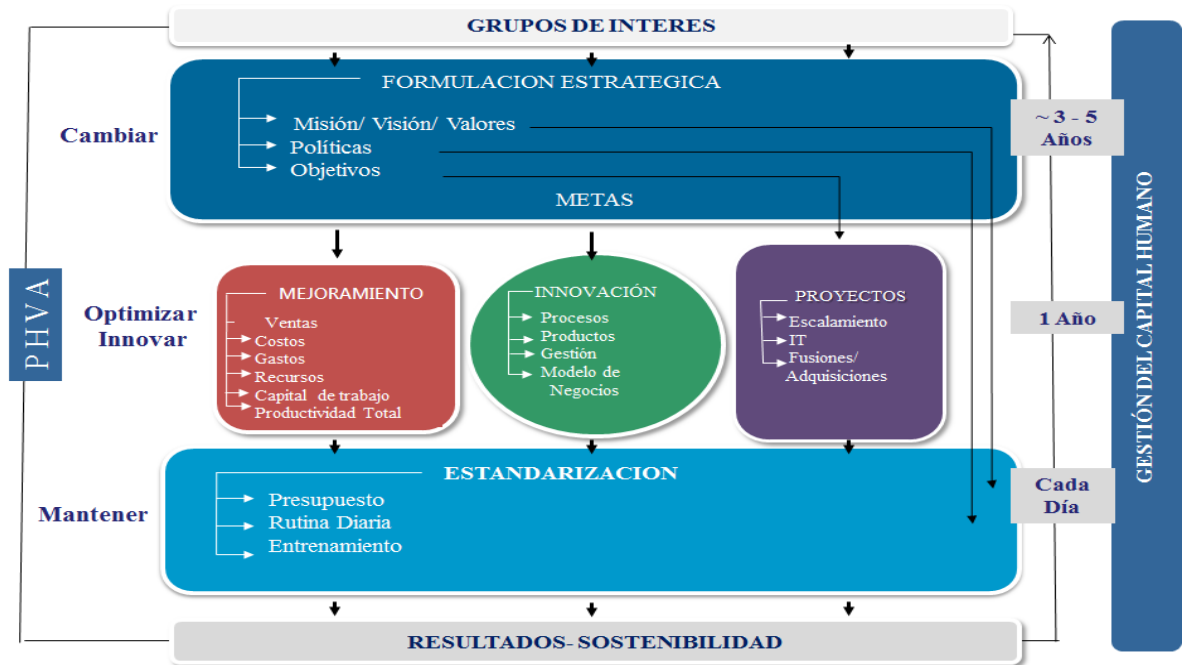 GRUPOS DE INTERES
FORMULACION ESTRATEGICA
Misión/ Visión/ Valores
Políticas
Objetivos
METAS
Cambiar
~ 3 - 5
Años
PHVA
Optimizar
Innovar
MEJORAMIENTO
Ventas
Costos
Gastos
Recursos
Capital de trabajo
Productividad Total
INNOVACIÓN
Procesos
Productos
Gestión
Modelo de
Negocios
PROYECTOS
Escalamiento
IT
Fusiones/
Adquisiciones
1 Año
GESTIÓN DEL CAPITAL HUMANO
Mantener
ESTANDARIZACION
Presupuesto
Rutina Diaria
Entrenamiento
Cada
Día
RESULTADOS- SOSTENIBILIDAD